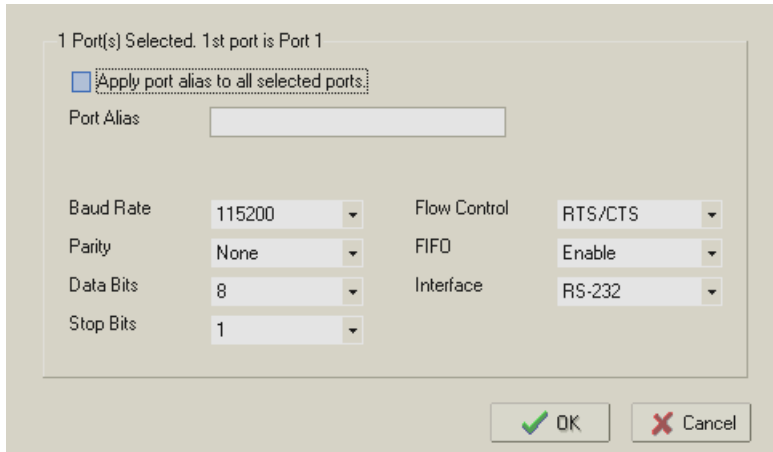 1 Port(s) Selected. 1st port is Port 1
Apply port alias to all selected ports.
Port Alias
Baud Rate 115200 Flow Control RTS/CTS
Parity None FIFO Enable
Data Bits 8 Interface RS-232
Stop Bits 1
OK Cancel